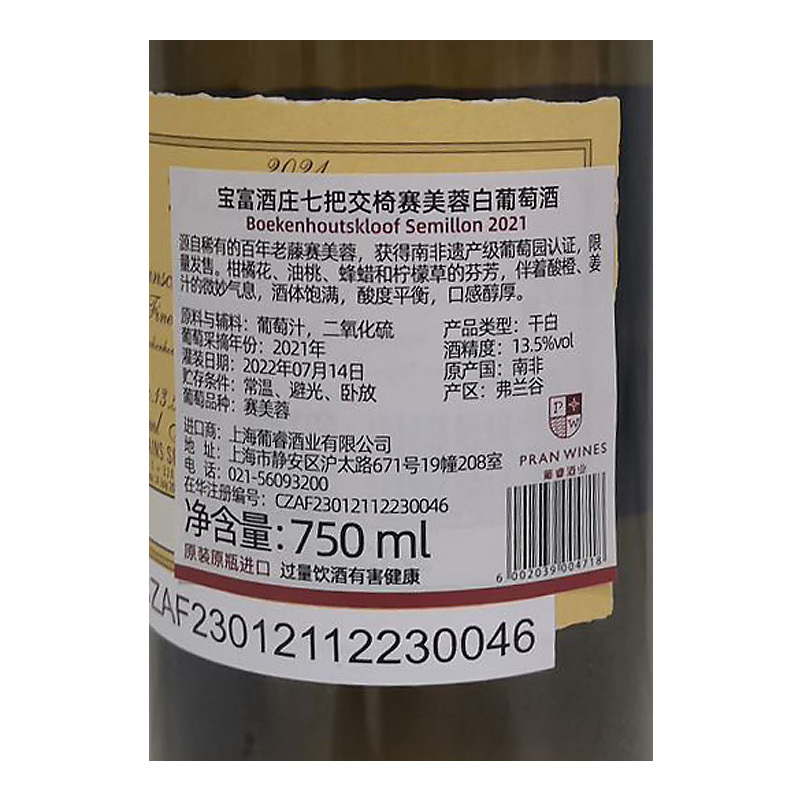 2021
宝富酒庄七把交椅赛美蓉白葡萄酒
Boekenhoutskloof Semillon 2021
源自稀有的百年老藤赛美蓉，获得南非遗产级葡萄园认证，限
量发售。柑橘花、油桃、蜂蜡和柠檬草的芬芳，伴着酸橙、姜
汁的微妙气息，酒体饱满，酸度平衡，口感醇厚。
原料与辅料：葡萄汁，二氧化硫
葡萄采摘年份：2021年
灌装日期：2022年07月14日
贮存条件：常温、避光、卧放
葡萄品种：赛美蓉
产品类型：干白
酒精度：13.5%vol
原产国：南非
产区：弗兰谷
进口商：上海葡睿酒业有限公司
地 址：上海市静安区沪太路671号19幢208室
电 话：021-56093200
在华注册编号：CZAF23012112230046
P W
PRAN WINES
葡睿酒业
净含量：750 ml
原装原瓶进口 过量饮酒有害健康
6 002039 004718
CZAF23012112230046